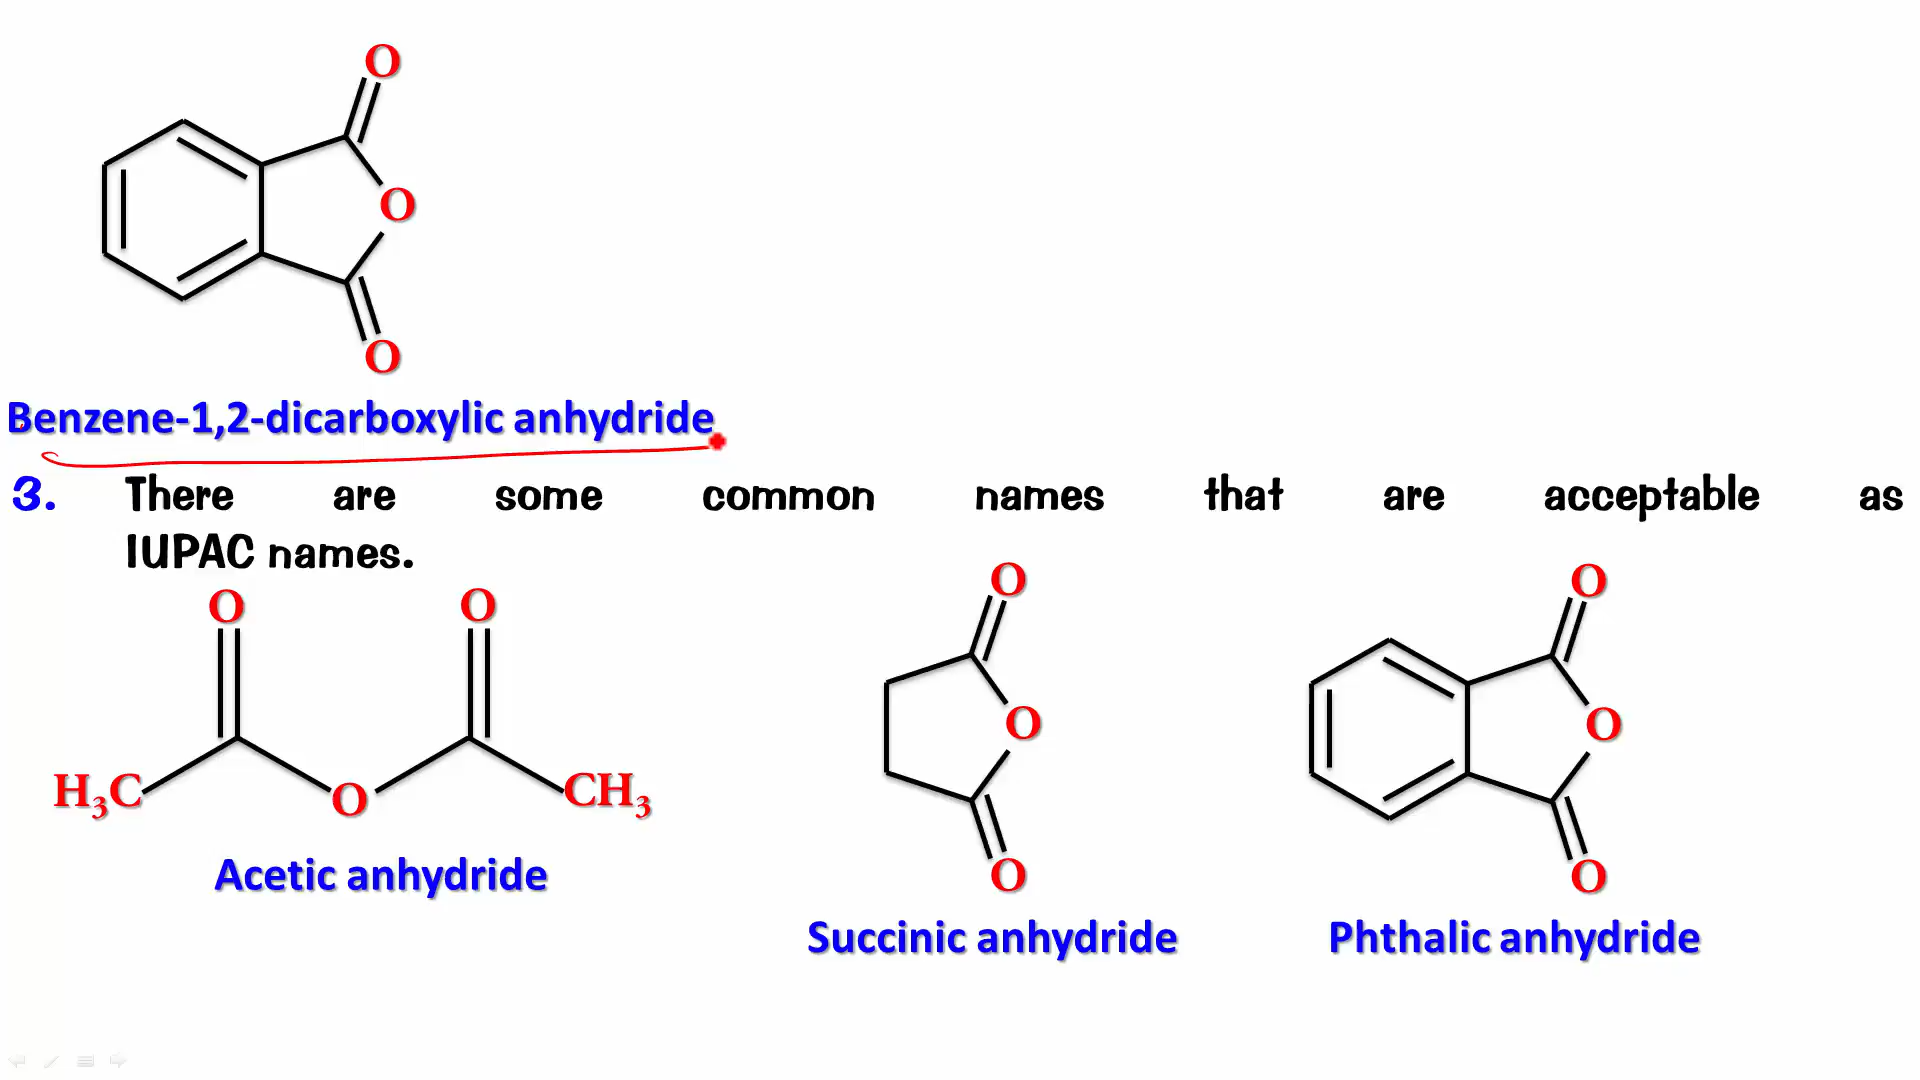 O
O
O
Benzene-1,2-dicarboxylic anhydride
3. There are some common names that are acceptable as
IUPAC names.
O O O O
H₃C O CH₃ O O
Acetic anhydride O O
Succinic anhydride Phthalic anhydride